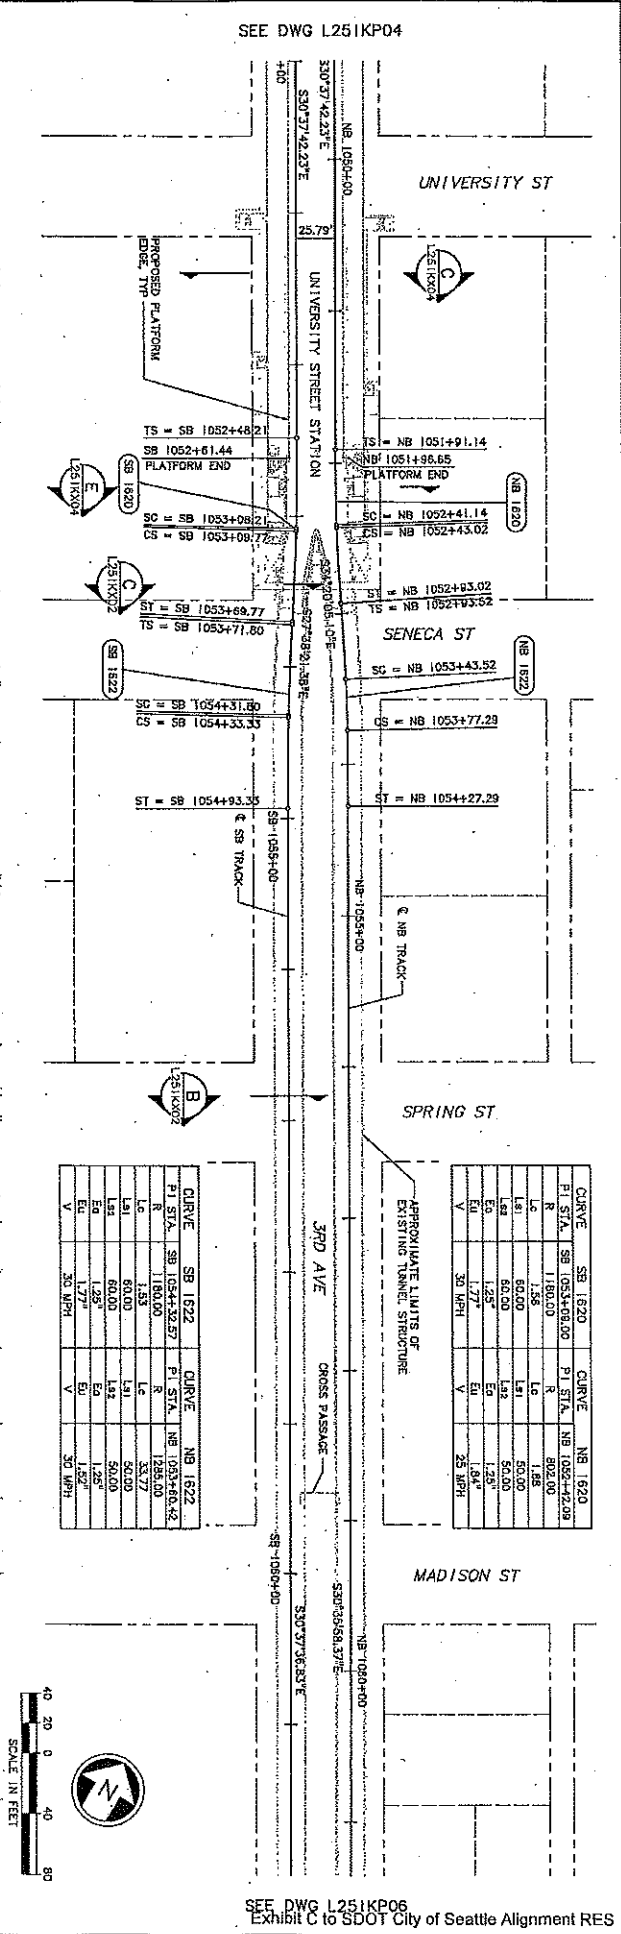 SEE DWG L251KP04
+00
S30°37'42.23"E
S30°37'42.23"E
NB 1050+00
UNIVERSITY ST
25.79'
C
L251KX04
PROPOSED PLATFORM
EDGE, TYP
UNIVERSITY STREET STATION
TS = SB 1052+48.21
SB 1052+61.44
PLATFORM END
TS = NB 1051+91.14
NB 1051+96.65
PLATFORM END
E
L251KX04
SB 1620
NB 1620
SC = SB 1053+08.21
CS = SB 1053+09.77
SC = NB 1052+41.14
CS = NB 1052+43.02
C
L251KX02
ST = SB 1053+69.77
TS = SB 1053+71.80
S27°38'21.38"E
ST = NB 1052+93.02
TS = NB 1052+93.52
SENECA ST
SB 1622
NB 1622
SC = NB 1053+43.52
SC = SB 1054+31.80
CS = SB 1054+33.33
CS = NB 1053+77.29
ST = SB 1054+93.33
ST = NB 1054+27.29
SB 1055+00
℄ SB TRACK
NB 1055+00
℄ NB TRACK
B
L251KX02
SPRING ST
APPROXIMATE LIMITS OF
EXISTING TUNNEL STRUCTURE
3RD AVE
CROSS PASSAGE
CURVE SB 1620 CURVE NB 1620
PI STA. SB 1053+09.00 PI STA. NB 1052+42.09
R 1180.00 R 802.00
Lc 1.56 Lc 1.88
Ls1 60.00 Ls1 50.00
Ls2 60.00 Ls2 50.00
Ea 1.25" Ea 1.25"
Eu 1.77" Eu 1.84"
V 30 MPH V 25 MPH
CURVE SB 1622 CURVE NB 1622
PI STA. SB 1054+32.57 PI STA. NB 1053+60.42
R 1180.00 R 1285.00
Lc 1.53 Lc 33.77
Ls1 60.00 Ls1 50.00
Ls2 60.00 Ls2 50.00
Ea 1.25" Ea 1.25"
Eu 1.77" Eu 1.52"
V 30 MPH V 30 MPH
MADISON ST
SB 1060+00
S30°37'36.83"E
S30°35'58.37"E
NB 1060+00
N
40 20 0 40 80
SCALE IN FEET
SEE DWG L251KP06
Exhibit C to SDOT City of Seattle Alignment RES